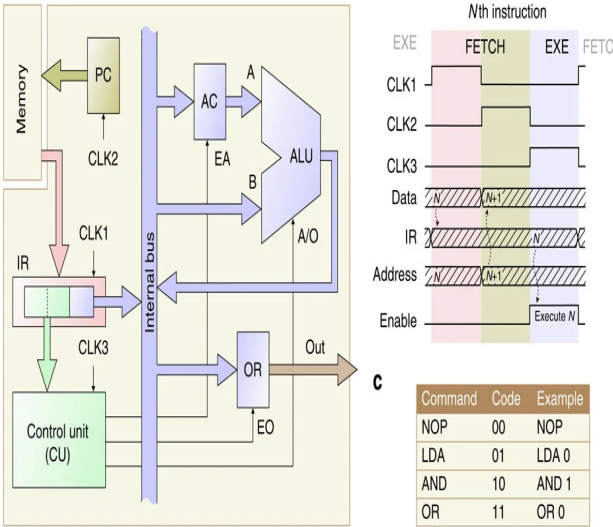 Memory
PC
CLK2
IR
CLK1
CLK3
Control unit
(CU)
Internal bus
AC
EA
A
B
ALU
A/O
OR
EO
Out
Nth instruction
EXE
FETCH
EXE
FETC
CLK1
CLK2
CLK3
Data
N
N+1
IR
N
Address
N
N+1
Enable
Execute N
C
Command Code Example
NOP 00 NOP
LDA 01 LDA 0
AND 10 AND 1
OR 11 OR 0